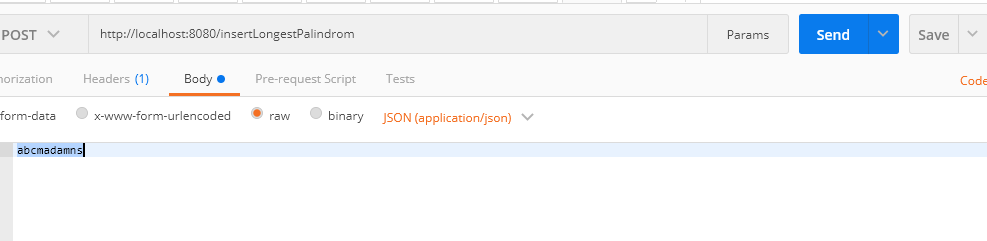 POST http://localhost:8080/insertLongestPalindrom Params Send Save
horization Headers (1) Body Pre-request Script Tests Code
form-data x-www-form-urlencoded raw binary JSON (application/json)
abcmadamns